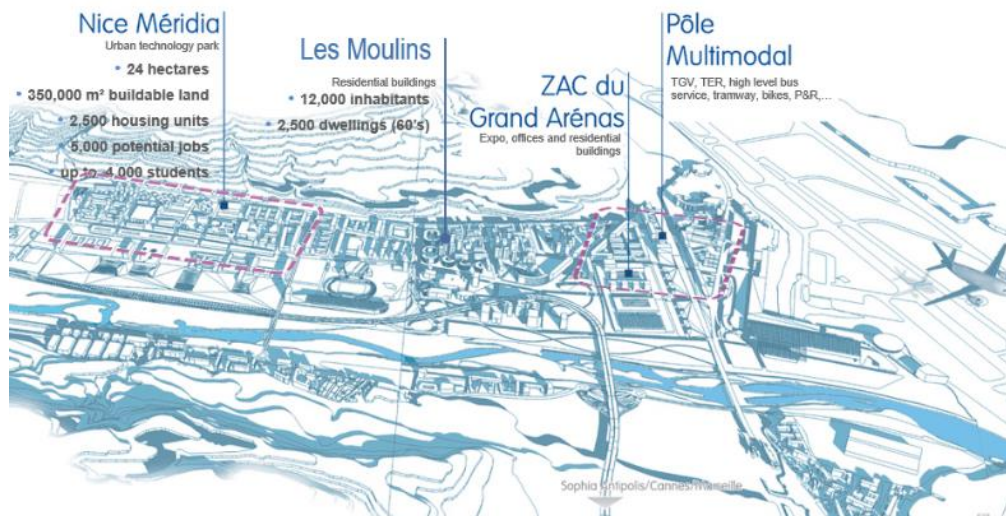 Nice Méridia
Urban technology park
• 24 hectares
• 350,000 m² buildable land
• 2,500 housing units
• 5,000 potential jobs
• up to 4,000 students
Les Moulins
Residential buildings
• 12,000 inhabitants
• 2,500 dwellings (60's)
ZAC du
Grand Arénas
Expo, offices and residential
buildings
Pôle
Multimodal
TGV, TER, high level bus
service, tramway, bikes, P&R,...
Sophia Antipolis/Cannes/Marseille